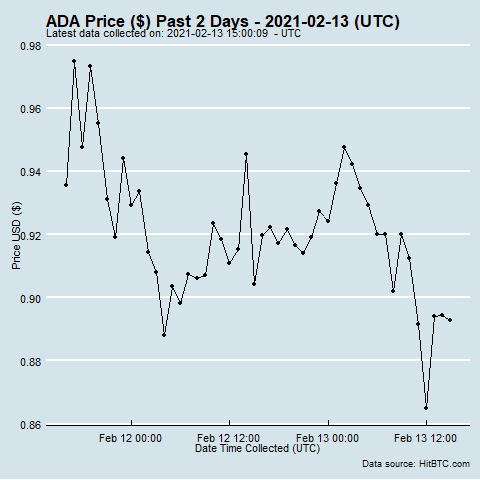 ADA Price ($) Past 2 Days - 2021-02-13 (UTC)
Latest data collected on: 2021-02-13 15:00:09 - UTC
0.98
0.96
0.94
0.92
0.90
0.88
0.86
Price USD ($)
Feb 12 00:00 Feb 12 12:00 Feb 13 00:00 Feb 13 12:00
Date Time Collected (UTC)
Data source: HitBTC.com